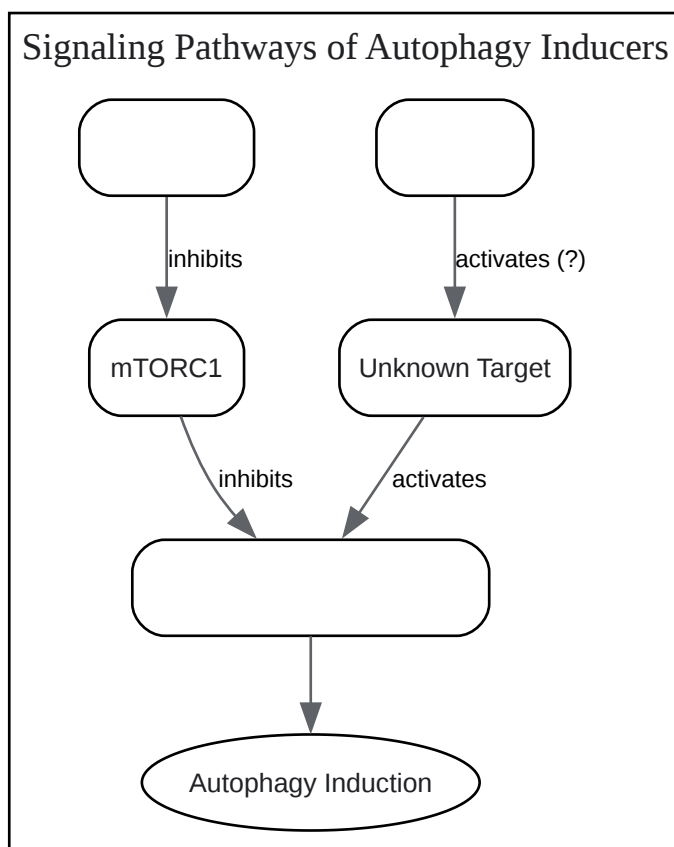 Signaling Pathways of Autophagy Inducers
inhibits
activates (?)
mTORC1
Unknown Target
inhibits
activates
Autophagy Induction